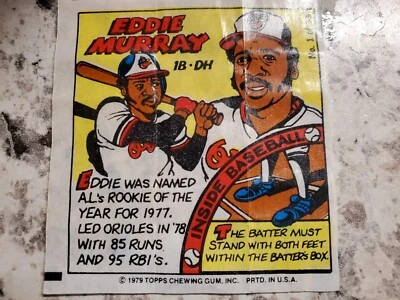 EDDIE
MURRAY
1B·DH
No. 1
EDDIE WAS NAMED
A.L.'s ROOKIE OF THE
YEAR FOR 1977.
LED ORIOLES IN '78
WITH 85 RUNS
AND 95 RBI's.
INSIDE BASEBALL
THE BATTER MUST
STAND WITH BOTH FEET
WITHIN THE BATTER'S BOX.
© 1979 TOPPS CHEWING GUM, INC. PRTD. IN U.S.A.